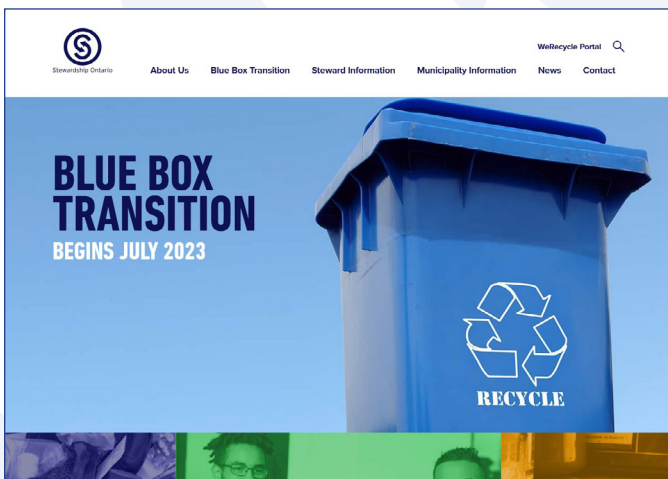 WeRecycle Portal
Stewardship Ontario
About Us Blue Box Transition Steward Information Municipality Information News Contact
BLUE BOX
TRANSITION
BEGINS JULY 2023
RECYCLE